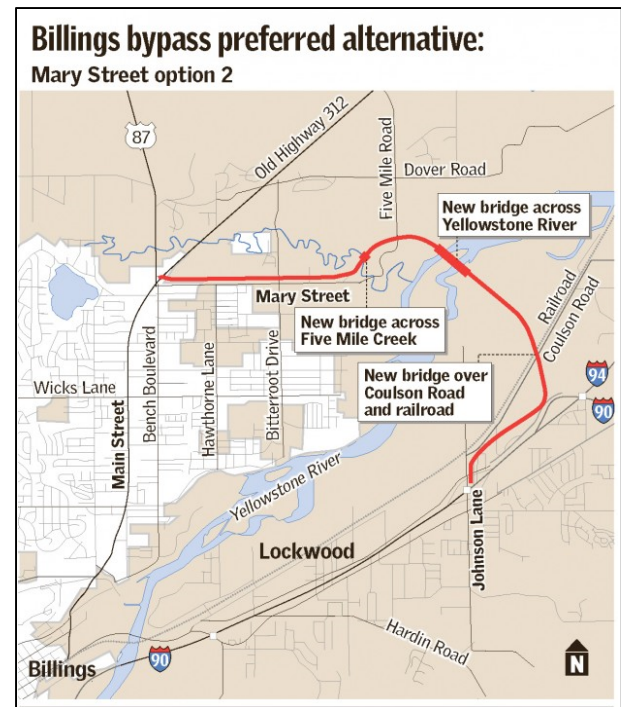 Billings bypass preferred alternative:
Mary Street option 2
87
Old Highway 312
Five Mile Road
Dover Road
New bridge across
Yellowstone River
Mary Street
New bridge across
Five Mile Creek
Railroad
Coulson Road
New bridge over
Coulson Road
and railroad
94
90
Wicks Lane
Main Street
Bench Boulevard
Hawthorne Lane
Bitterroot Drive
Yellowstone River
Lockwood
Johnson Lane
Hardin Road
Billings
90
N